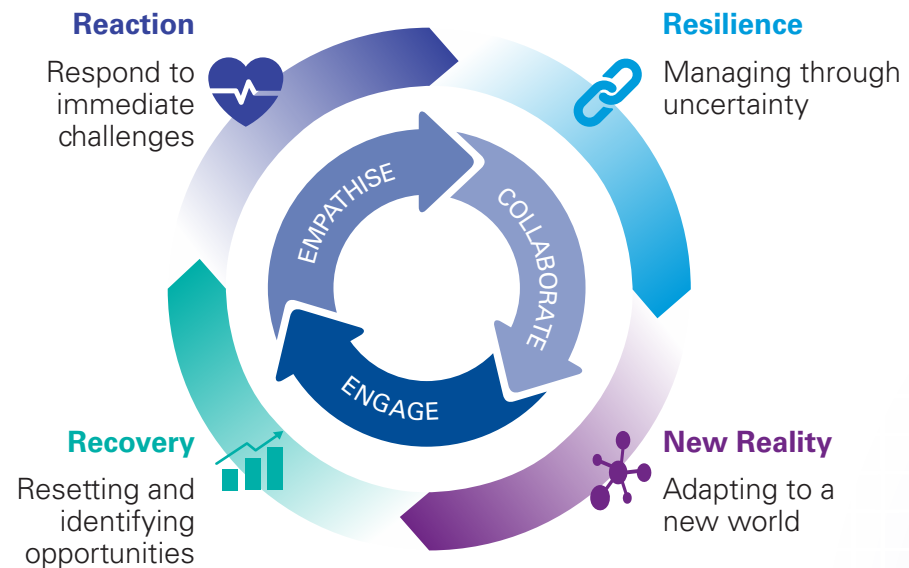 Reaction
Respond to
immediate
challenges
Resilience
Managing through
uncertainty
EMPATHISE
COLLABORATE
ENGAGE
Recovery
Resetting and
identifying
opportunities
New Reality
Adapting to a
new world